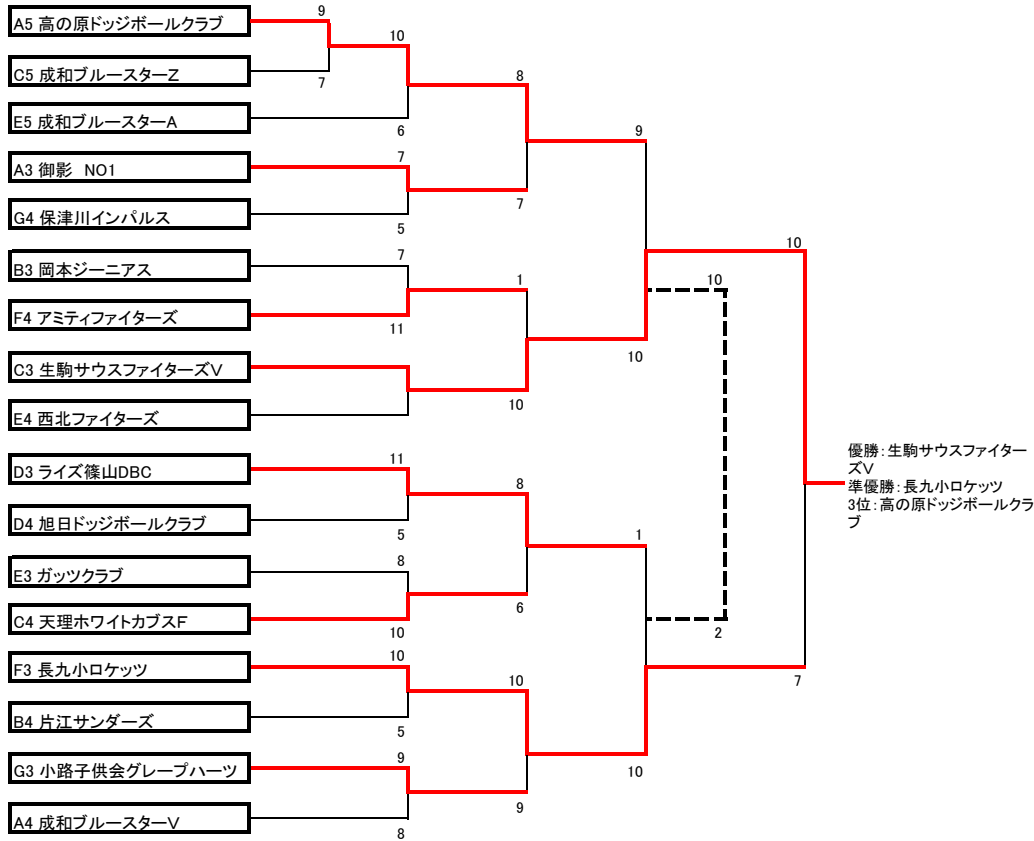 9
A5 高の原ドッジボールクラブ
10
C5 成和ブルースターZ
7
8
E5 成和ブルースターA
6
9
7
A3 御影　NO1
7
G4 保津川インパルス
5
10
7
B3 岡本ジーニアス
1
10
F4 アミティファイターズ
11
10
C3 生駒サウスファイターズV
10
E4 西北ファイターズ
11
D3 ライズ篠山DBC
8
D4 旭日ドッジボールクラブ
5
1
優勝：生駒サウスファイター
ズV
準優勝：長九小ロケッツ
3位：高の原ドッジボールクラ
ブ
8
E3 ガッツクラブ
6
C4 天理ホワイトカブスF
10
2
10
F3 長九小ロケッツ
10
7
B4 片江サンダーズ
5
9
G3 小路子供会グレープハーツ
10
9
A4 成和ブルースターV
8